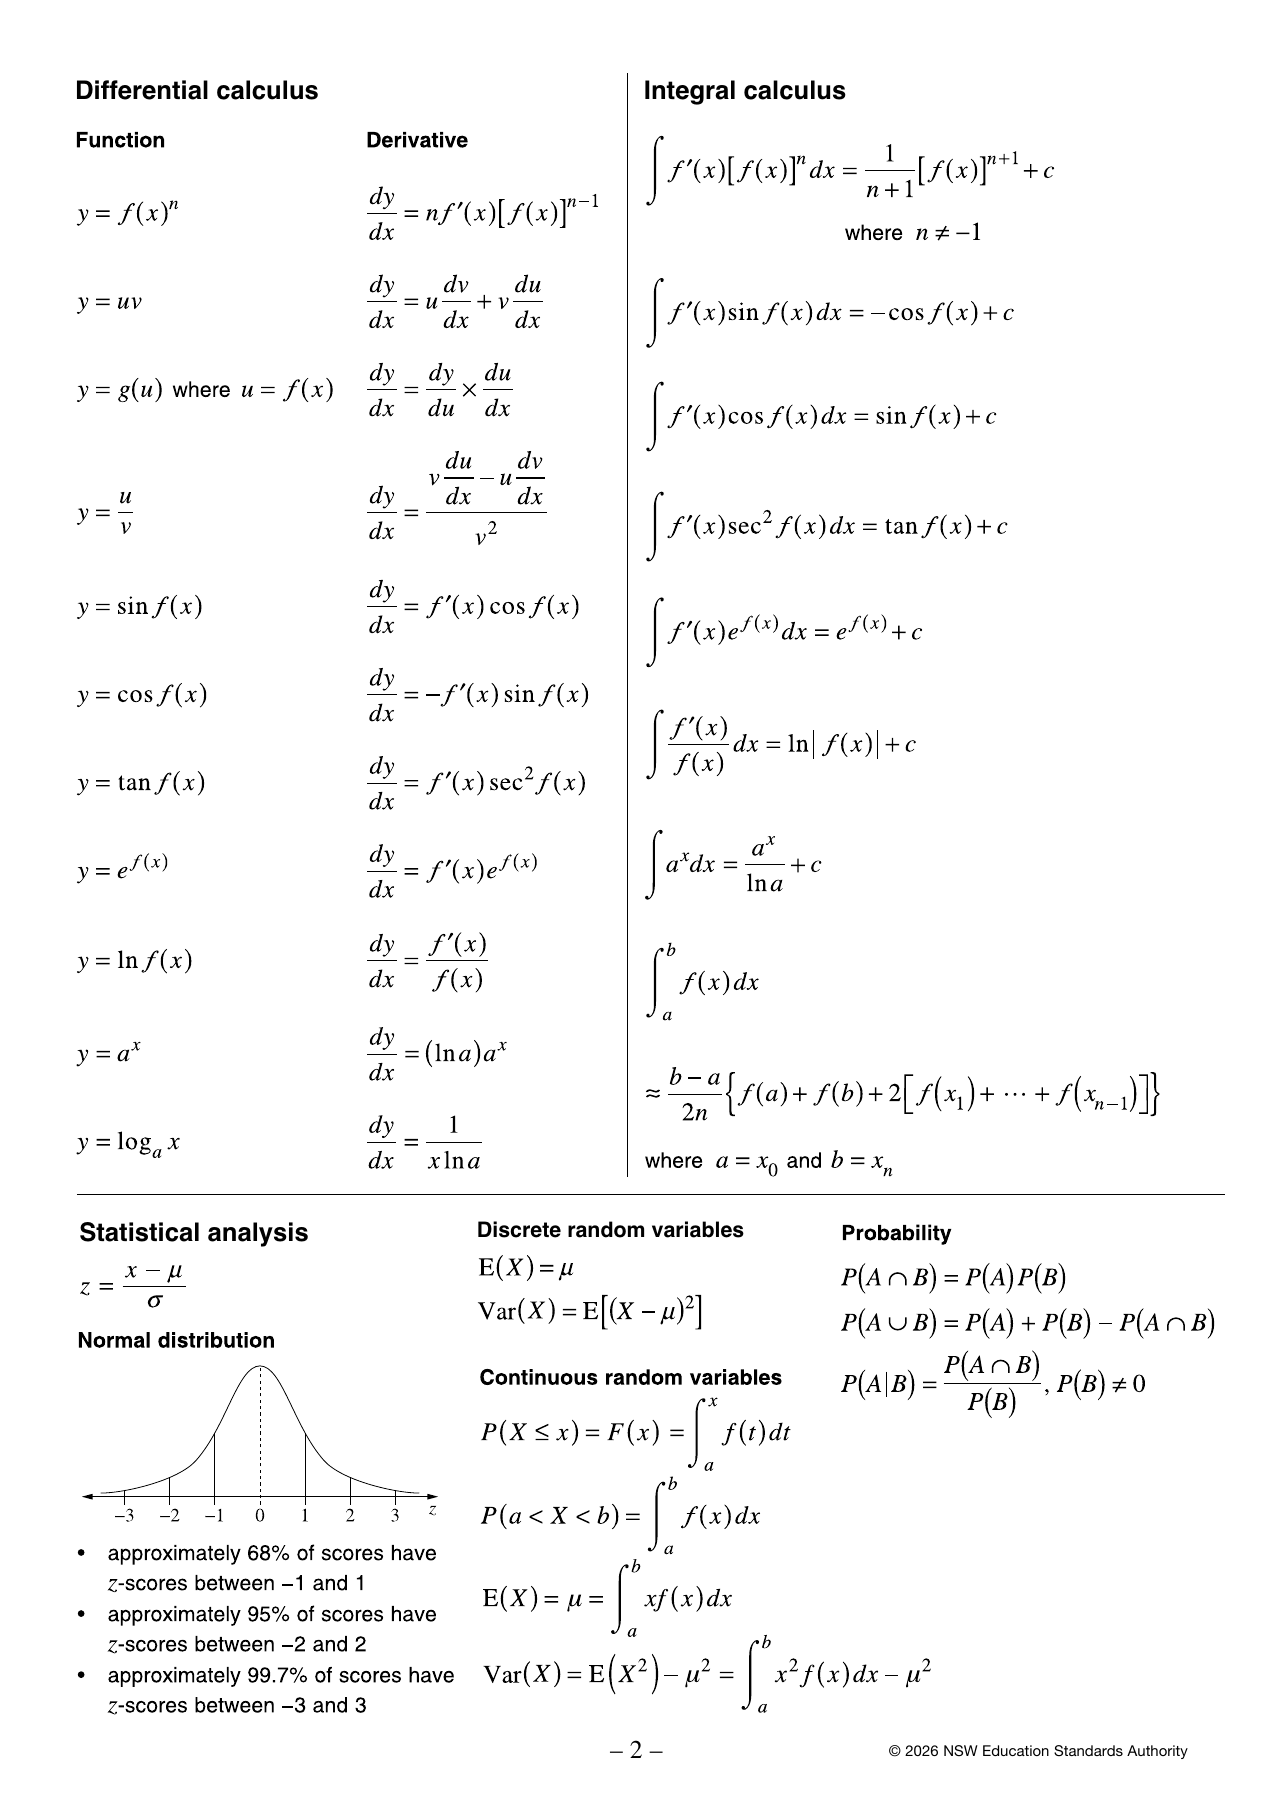 Differential calculus
Function Derivative
y = f(x)ⁿ dy/dx = nf′(x)[f(x)]ⁿ⁻¹
y = uv dy/dx = u dv/dx + v du/dx
y = g(u) where u = f(x) dy/dx = dy/du × du/dx
y = u/v dy/dx = (v du/dx − u dv/dx)/v²
y = sin f(x) dy/dx = f′(x) cos f(x)
y = cos f(x) dy/dx = −f′(x) sin f(x)
y = tan f(x) dy/dx = f′(x) sec² f(x)
y = e^f(x) dy/dx = f′(x)e^f(x)
y = ln f(x) dy/dx = f′(x)/f(x)
y = aˣ dy/dx = (ln a)aˣ
y = logₐ x dy/dx = 1/(x ln a)
Integral calculus
∫ f′(x)[f(x)]ⁿ dx = 1/(n+1) [f(x)]ⁿ⁺¹ + c
where n ≠ −1
∫ f′(x) sin f(x) dx = −cos f(x) + c
∫ f′(x) cos f(x) dx = sin f(x) + c
∫ f′(x) sec² f(x) dx = tan f(x) + c
∫ f′(x)e^f(x) dx = e^f(x) + c
∫ f′(x)/f(x) dx = ln|f(x)| + c
∫ aˣ dx = aˣ/ln a + c
∫ₐᵇ f(x) dx
≈ (b − a)/2n {f(a) + f(b) + 2[f(x₁) + ⋯ + f(xₙ₋₁)]}
where a = x₀ and b = xₙ
Statistical analysis
z = (x − μ)/σ
Normal distribution
−3 −2 −1 0 1 2 3 z
• approximately 68% of scores have
z-scores between −1 and 1
• approximately 95% of scores have
z-scores between −2 and 2
• approximately 99.7% of scores have
z-scores between −3 and 3
Discrete random variables
E(X) = μ
Var(X) = E[(X − μ)²]
Continuous random variables
P(X ≤ x) = F(x) = ∫ₐˣ f(t) dt
P(a < X < b) = ∫ₐᵇ f(x) dx
E(X) = μ = ∫ₐᵇ xf(x) dx
Var(X) = E(X²) − μ² = ∫ₐᵇ x² f(x) dx − μ²
Probability
P(A ∩ B) = P(A)P(B)
P(A ∪ B) = P(A) + P(B) − P(A ∩ B)
P(A|B) = P(A ∩ B)/P(B), P(B) ≠ 0
– 2 –
© 2026 NSW Education Standards Authority